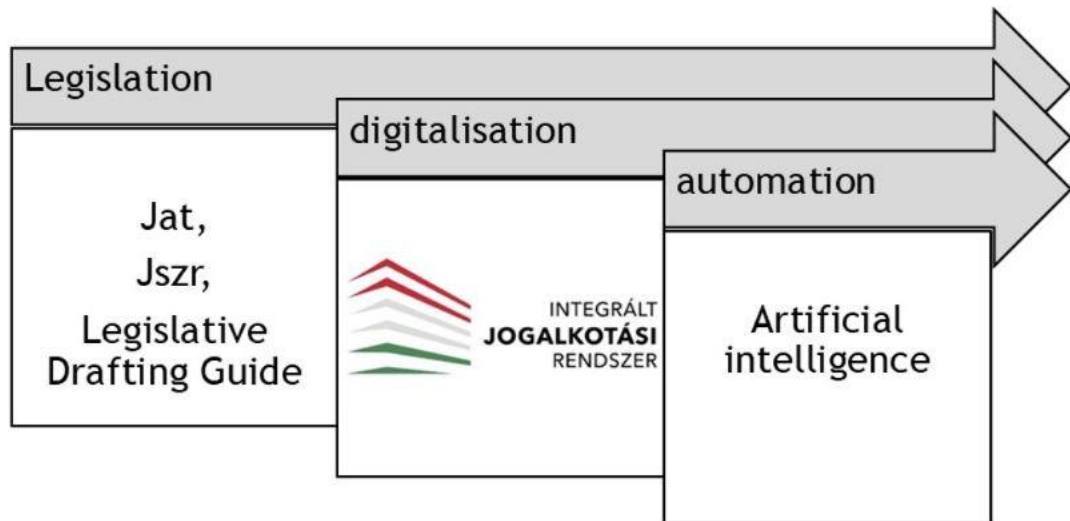 Legislation
digitalisation
automation
Jat,
Jszr,
Legislative
Drafting Guide
INTEGRÁLT
JOGALKOTÁSI
RENDSZER
Artificial
intelligence